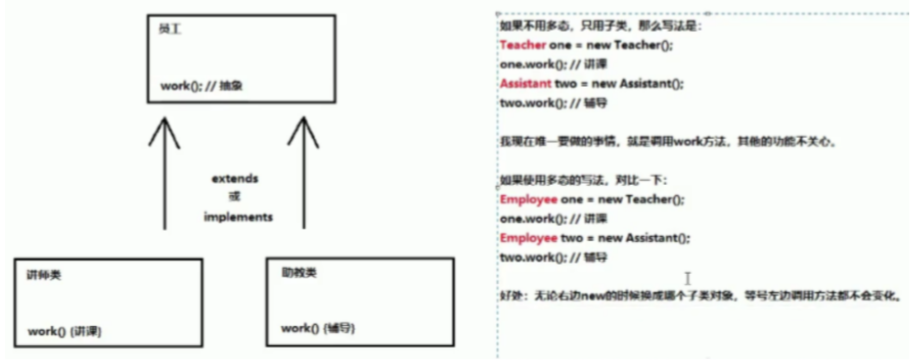 员工
work(); // 抽象
extends
或
implements
讲师类
work() (讲课)
助教类
work() (辅导)
如果不用多态，只用子类，那么写法是：
Teacher one = new Teacher();
one.work(); // 讲课
Assistant two = new Assistant();
two.work(); // 辅导
我现在唯一要做的事情，就是调用work方法，其他的功能不关心。
如果使用多态的写法，对比一下：
Employee one = new Teacher();
one.work(); // 讲课
Employee two = new Assistant();
two.work(); // 辅导
好处：无论右边new的时候换成哪个子类对象，等号左边调用方法都不会变化。